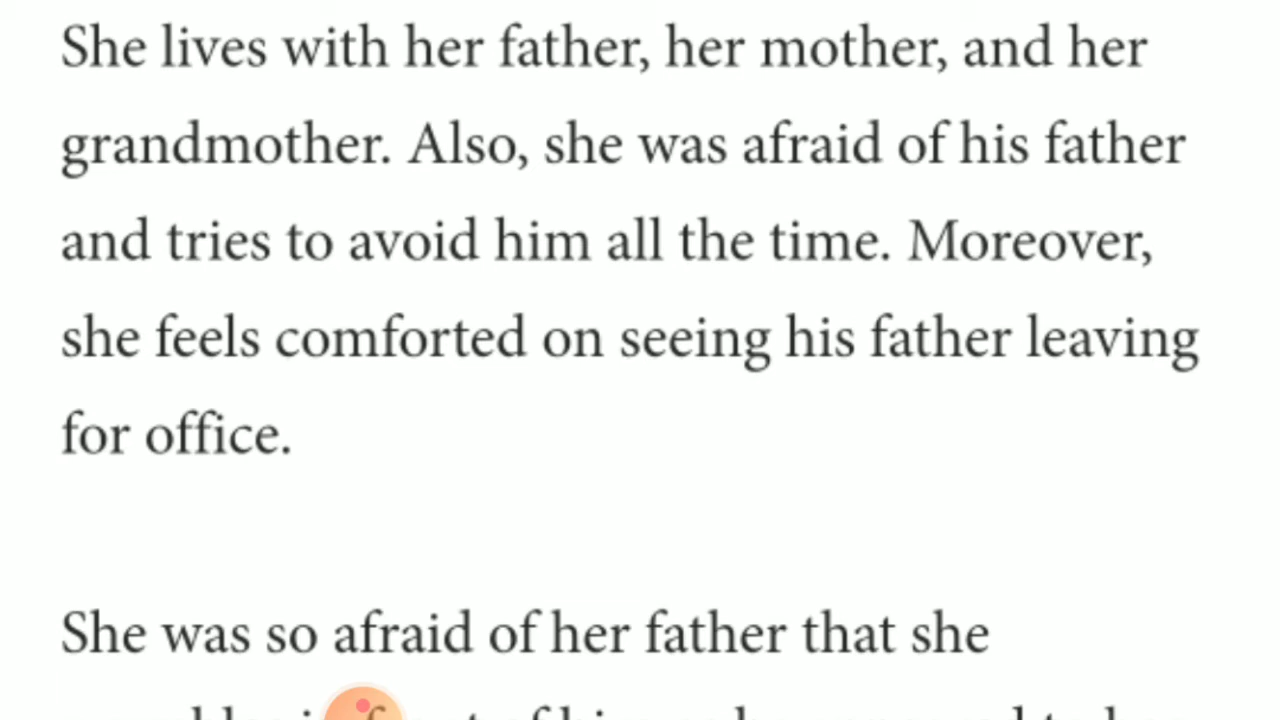 She lives with her father, her mother, and her
grandmother. Also, she was afraid of his father
and tries to avoid him all the time. Moreover,
she feels comforted on seeing his father leaving
for office.
She was so afraid of her father that she